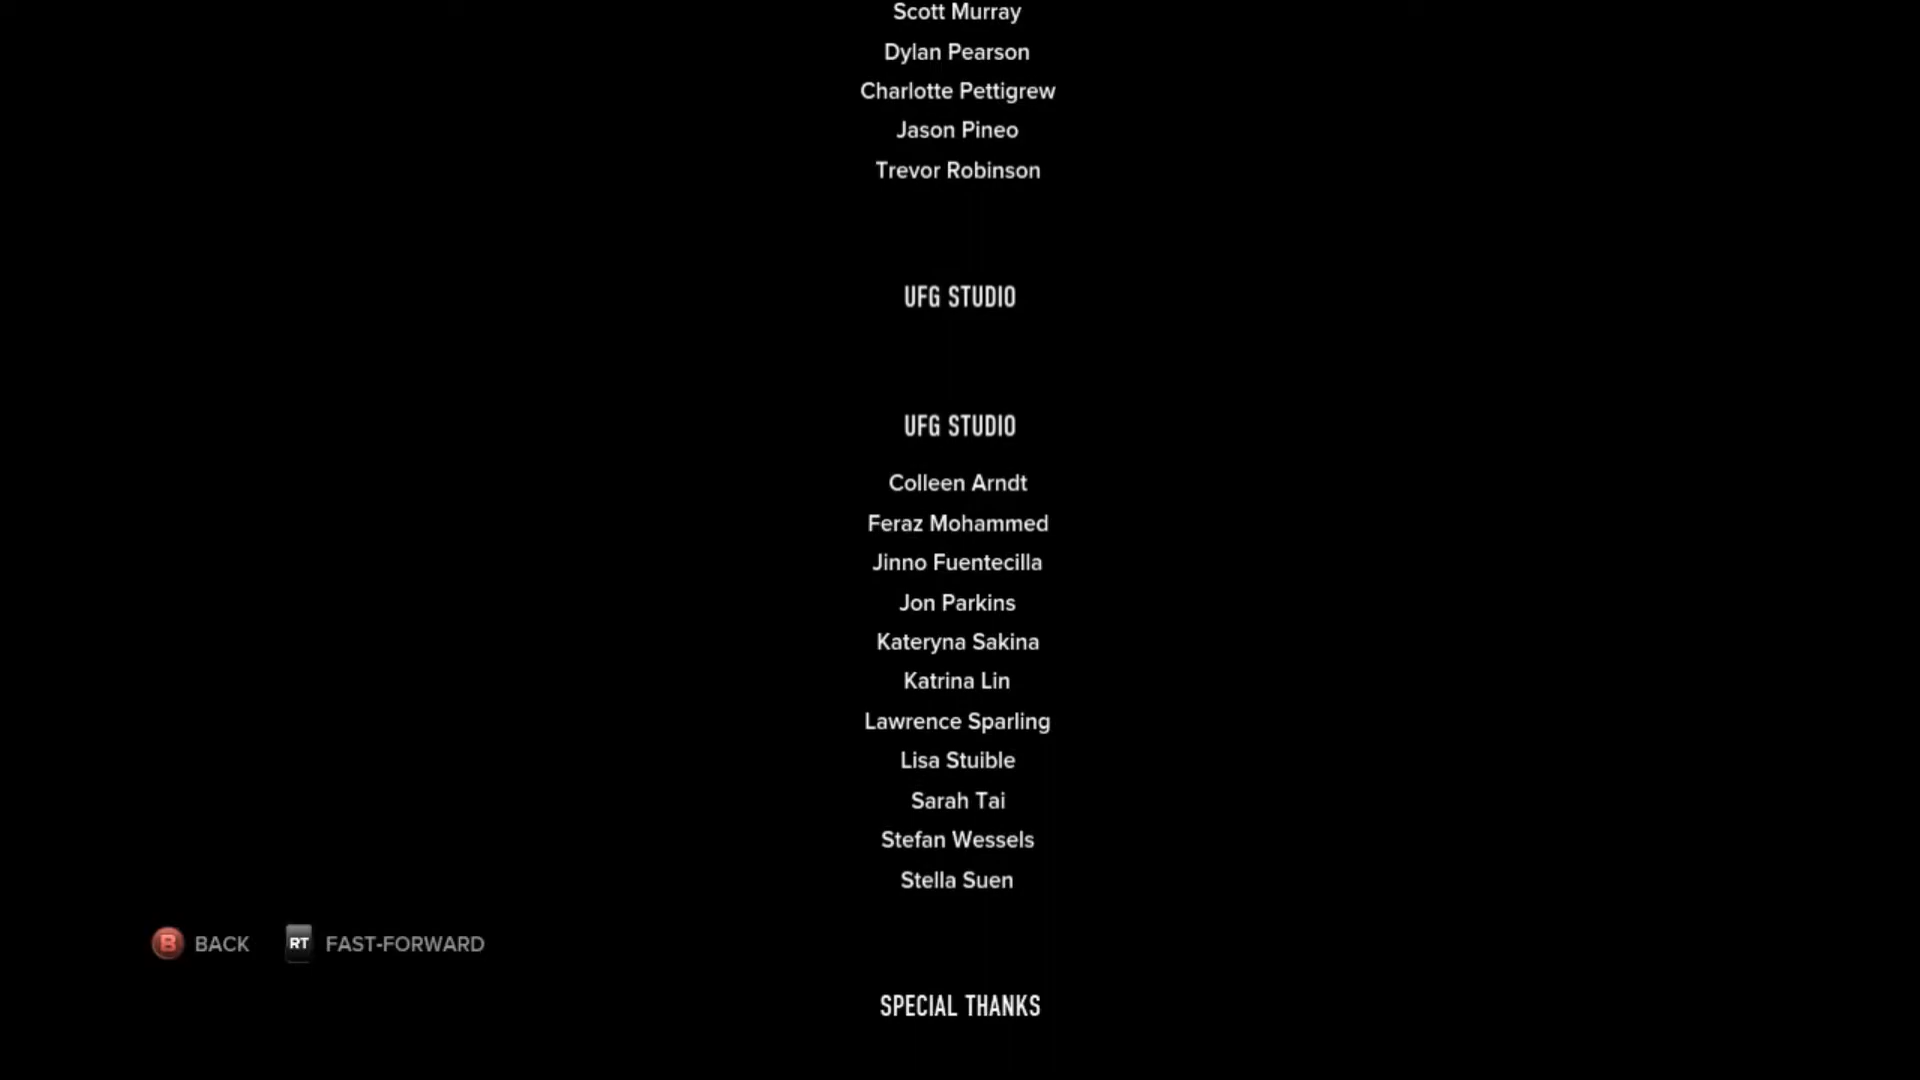 Scott Murray
Dylan Pearson
Charlotte Pettigrew
Jason Pineo
Trevor Robinson
UFG STUDIO
UFG STUDIO
Colleen Arndt
Feraz Mohammed
Jinno Fuentecilla
Jon Parkins
Kateryna Sakina
Katrina Lin
Lawrence Sparling
Lisa Stuible
Sarah Tai
Stefan Wessels
Stella Suen
B BACK RT FAST-FORWARD
SPECIAL THANKS